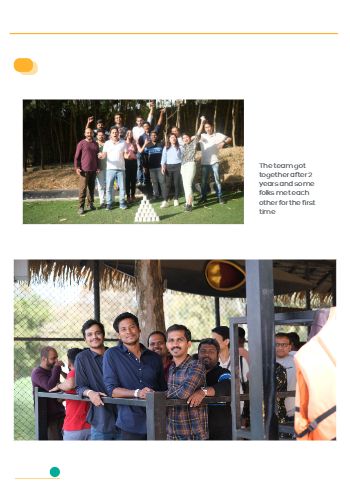 The team got
together after 2
years and some
folks met each
other for the first
time